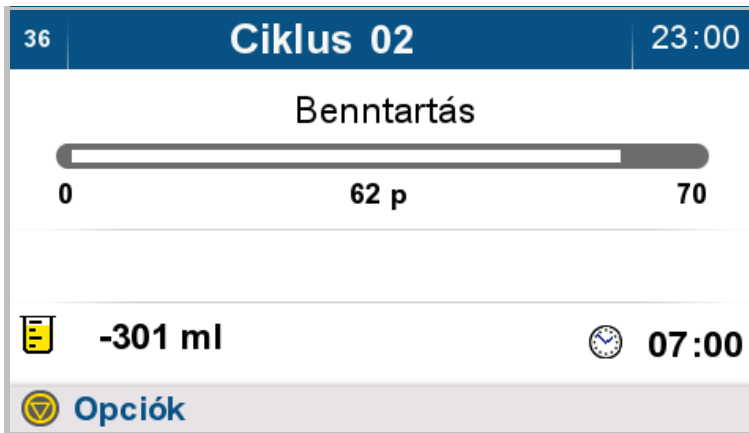 36 Ciklus 02 23:00
Benntartás
0 62 p 70
-301 ml 07:00
Opciók